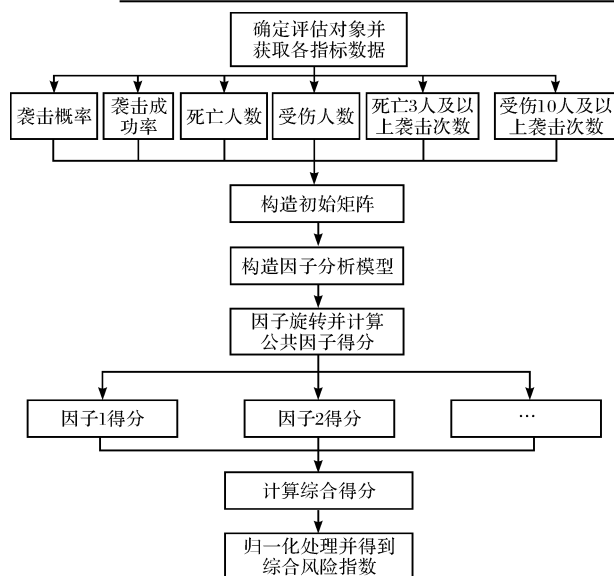 确定评估对象并
获取各指标数据
袭击概率
袭击成
功率
死亡人数
受伤人数
死亡3人及以
上袭击次数
受伤10人及以
上袭击次数
构造初始矩阵
构造因子分析模型
因子旋转并计算
公共因子得分
因子1得分
因子2得分
…
计算综合得分
归一化处理并得到
综合风险指数